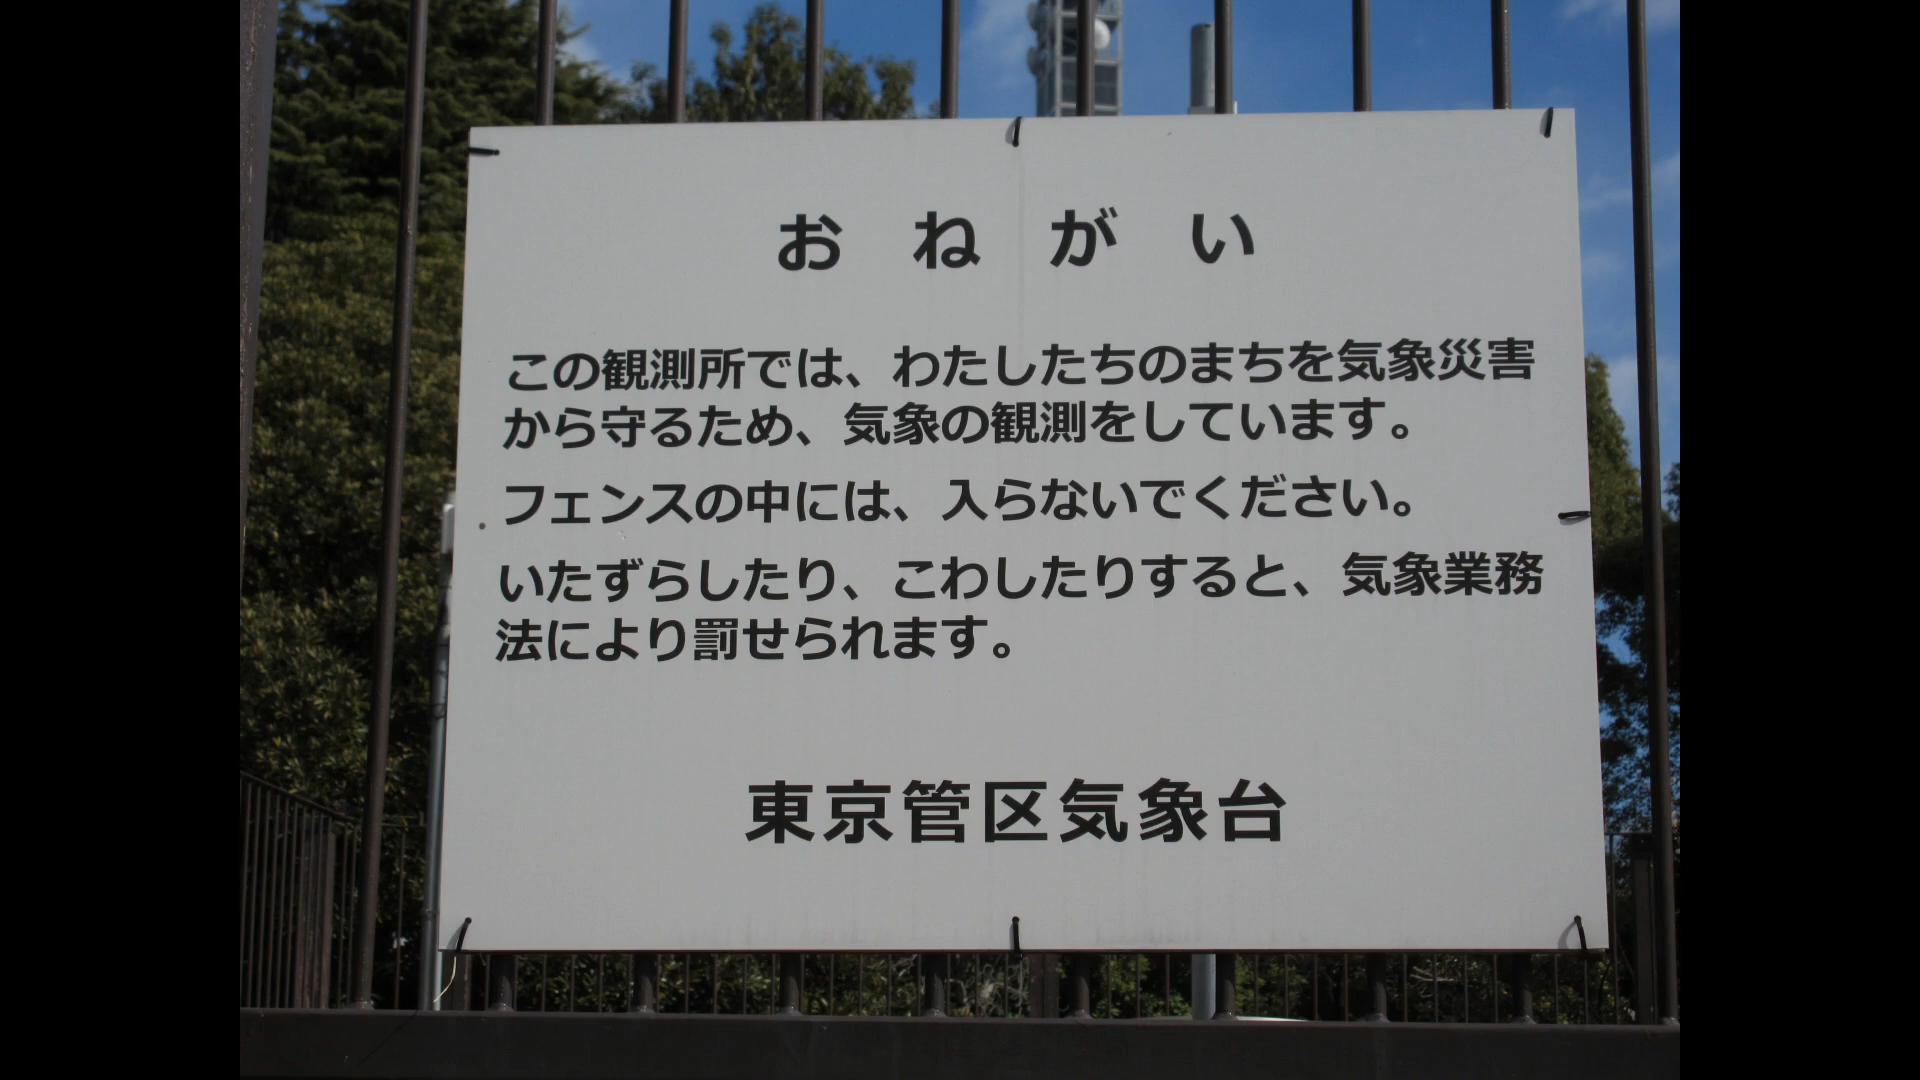 おねがい
この観測所では、わたしたちのまちを気象災害
から守るため、気象の観測をしています。
フェンスの中には、入らないでください。
いたずらしたり、こわしたりすると、気象業務
法により罰せられます。
東京管区気象台